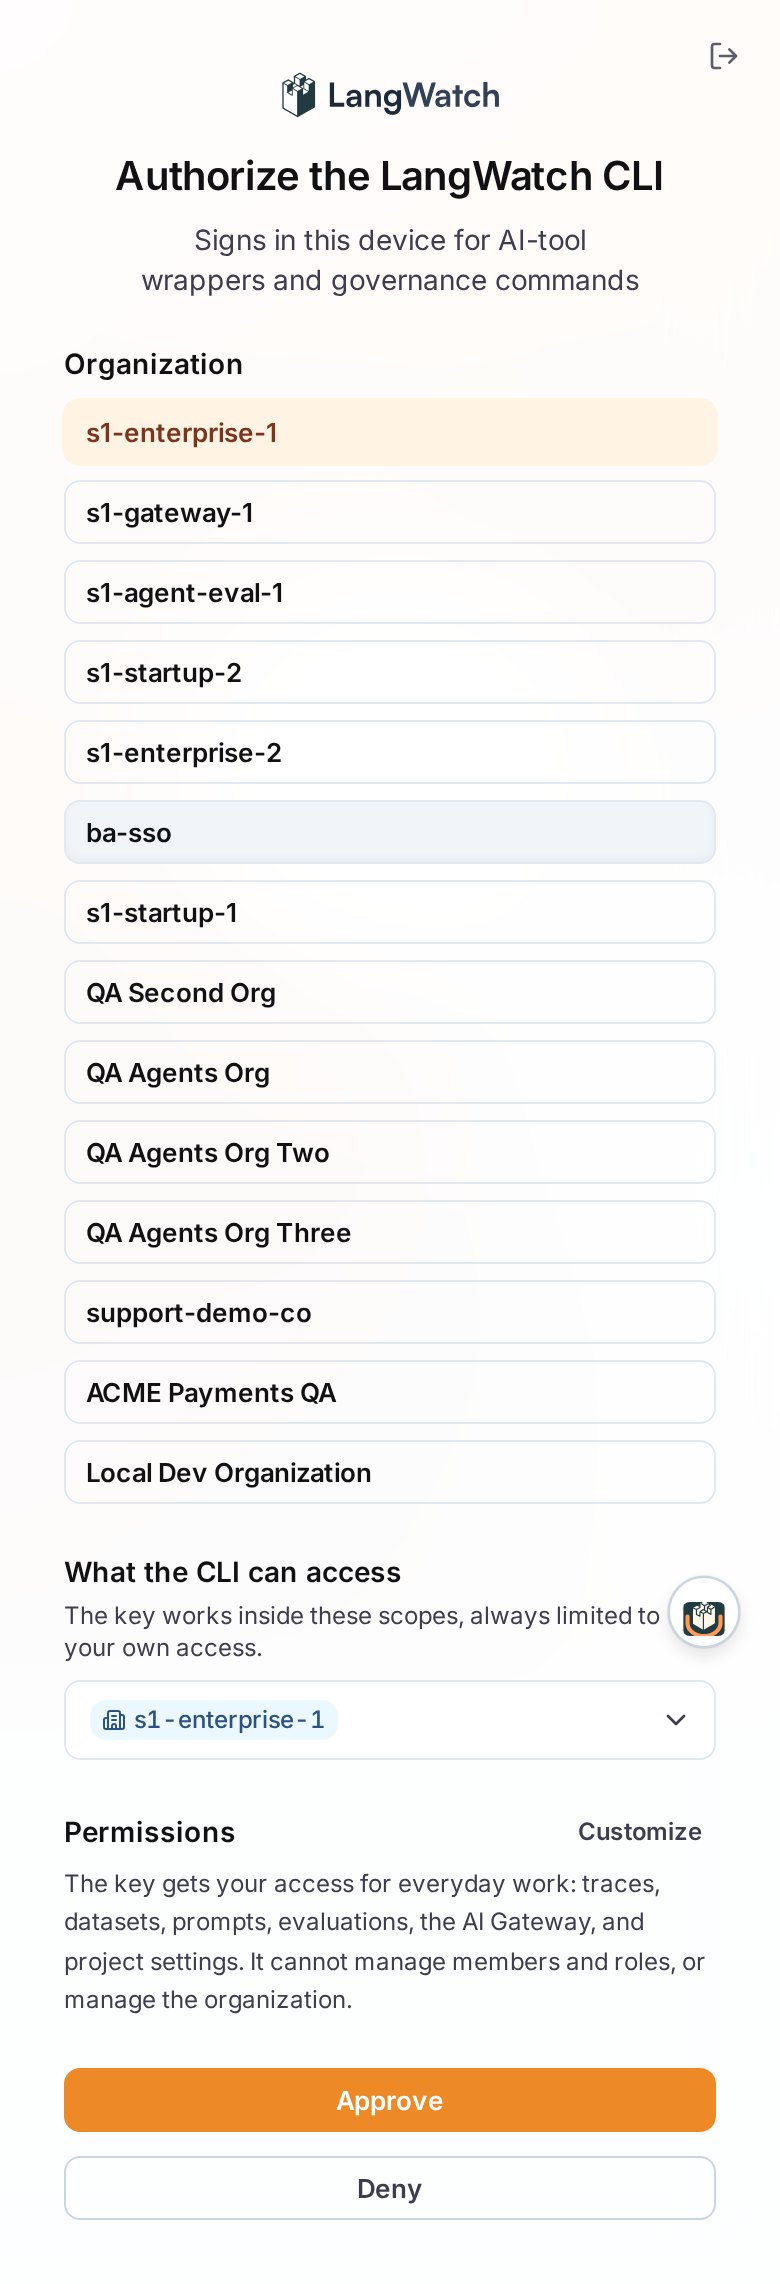 LangWatch
Authorize the LangWatch CLI
Signs in this device for AI-tool
wrappers and governance commands
Organization
s1-enterprise-1
s1-gateway-1
s1-agent-eval-1
s1-startup-2
s1-enterprise-2
ba-sso
s1-startup-1
QA Second Org
QA Agents Org
QA Agents Org Two
QA Agents Org Three
support-demo-co
ACME Payments QA
Local Dev Organization
What the CLI can access
The key works inside these scopes, always limited to
your own access.
s1-enterprise-1
Permissions
Customize
The key gets your access for everyday work: traces,
datasets, prompts, evaluations, the AI Gateway, and
project settings. It cannot manage members and roles, or
manage the organization.
Approve
Deny